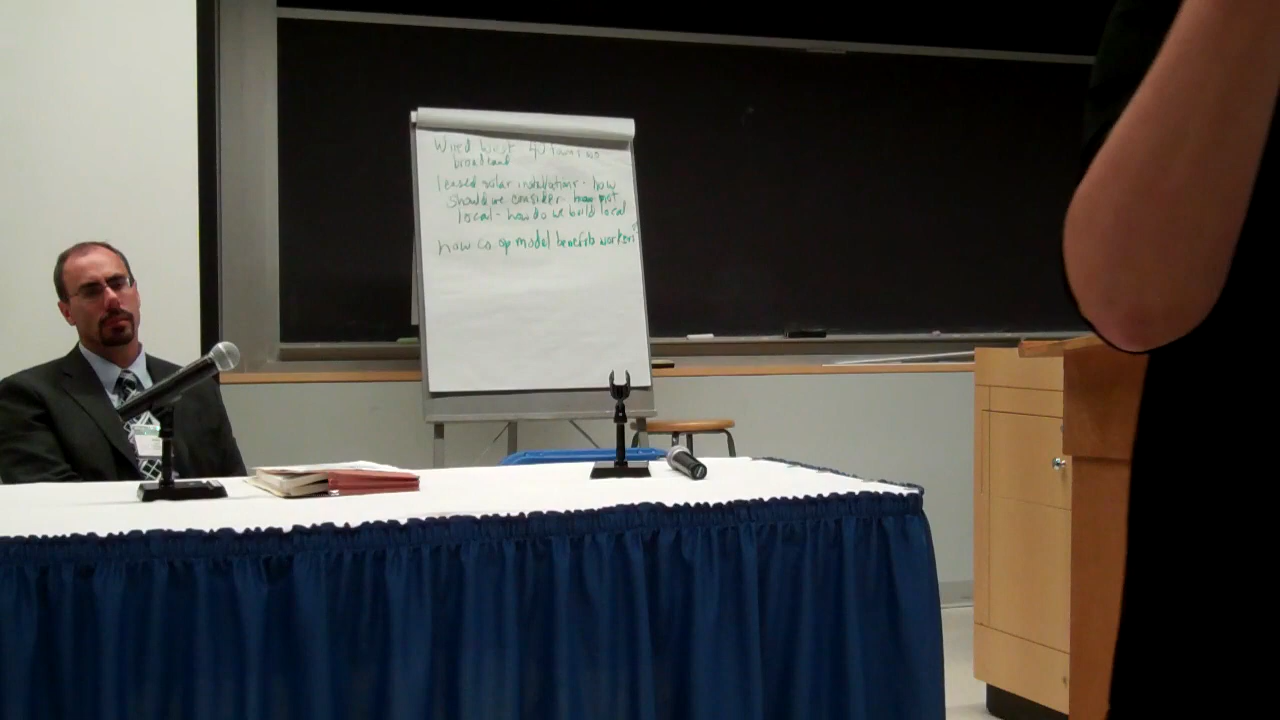 Wired West 40 towns no
broadband
leased solar installations - how
should we consider - not
local - how do we build local
how co op model benefits workers